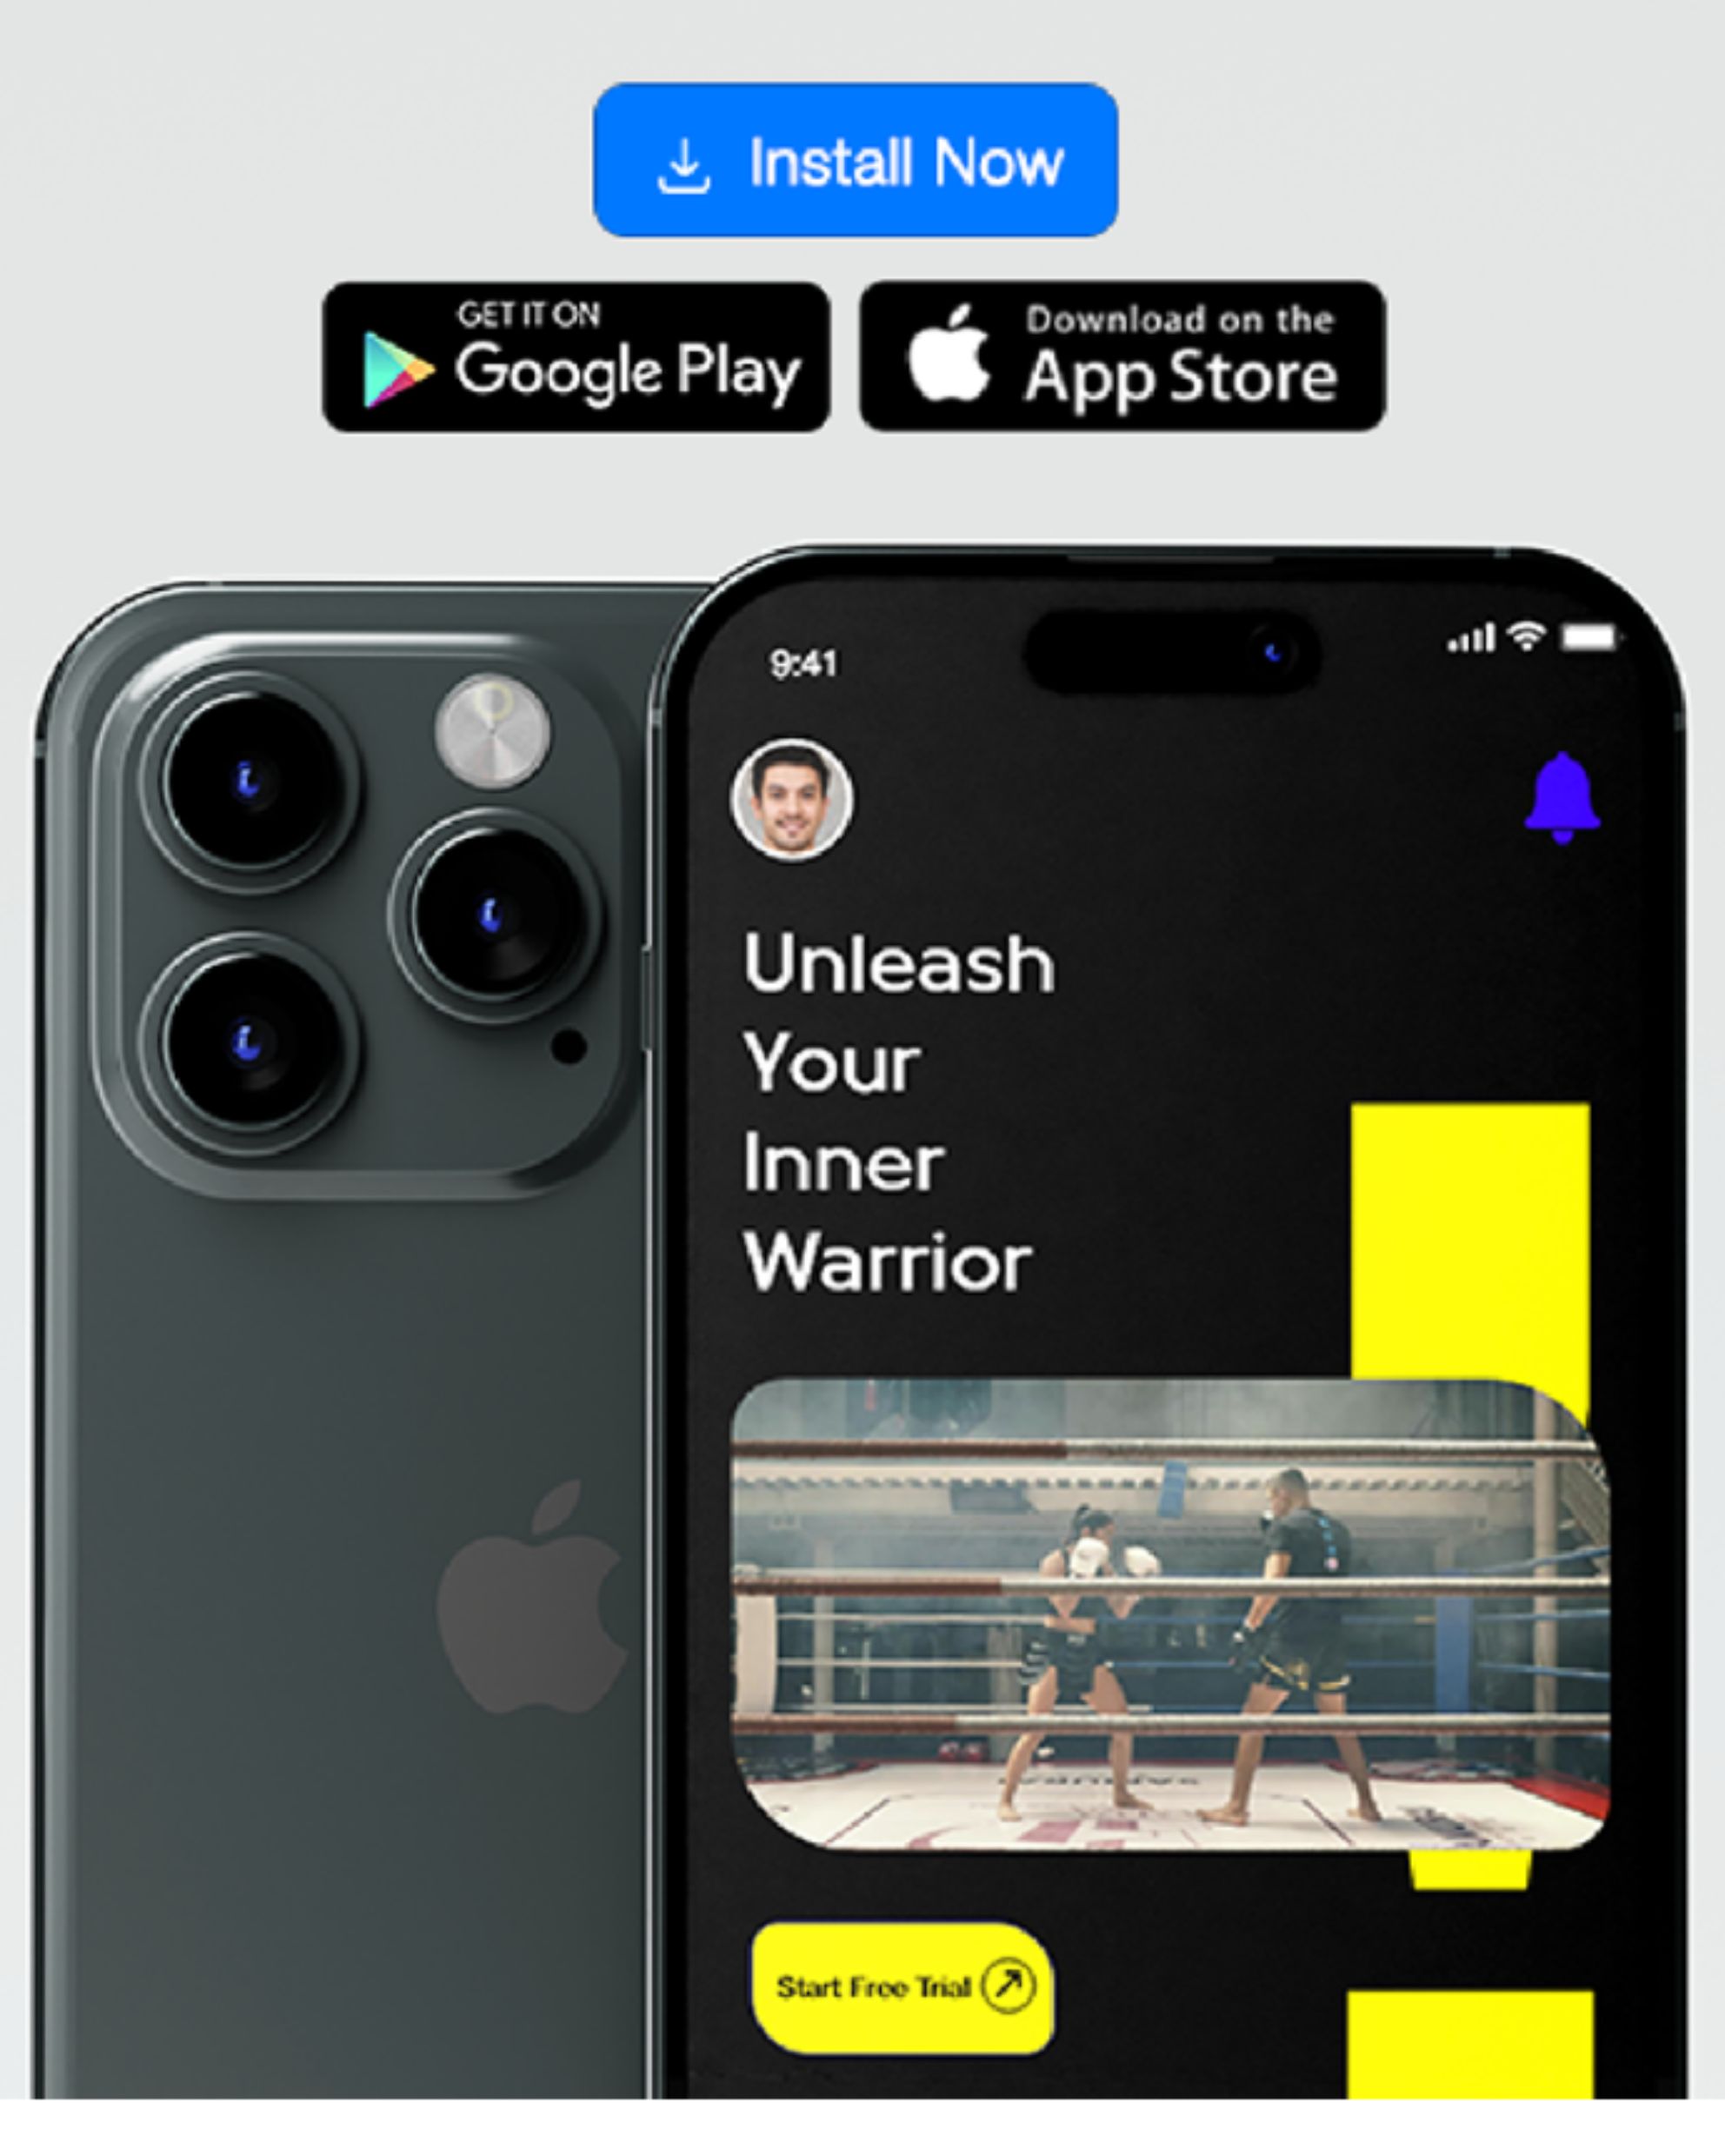 Install Now
GET IT ON
Google Play
Download on the
App Store
9:41
Unleash
Your
Inner
Warrior
Start Free Trial